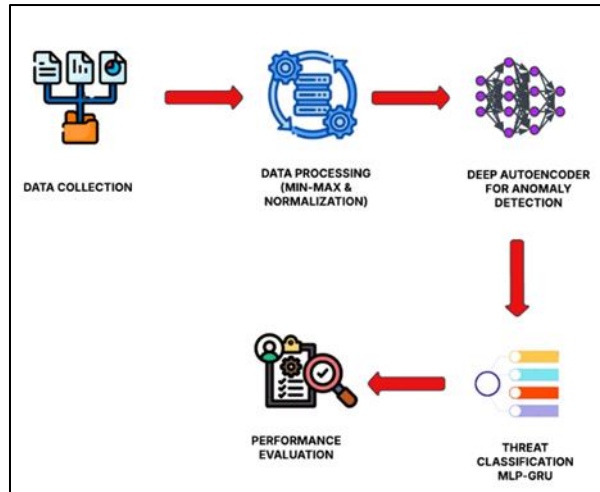 DATA COLLECTION
DATA PROCESSING
(MIN-MAX &
NORMALIZATION)
DEEP AUTOENCODER
FOR ANOMALY
DETECTION
PERFORMANCE
EVALUATION
THREAT
CLASSIFICATION
MLP-GRU